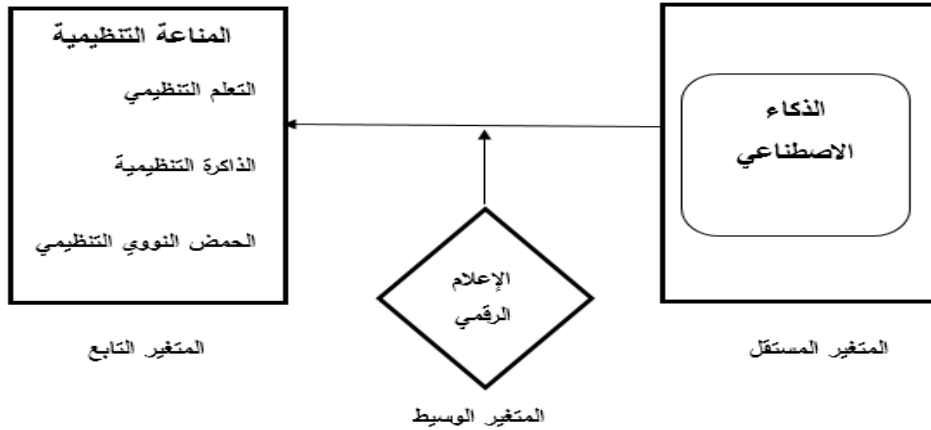 الذكاء
الاصطناعي
المتغير المستقل
الإعلام
الرقمي
المتغير الوسيط
المناعة التنظيمية
التعلم التنظيمي
الذاكرة التنظيمية
الحمض النووي التنظيمي
المتغير التابع